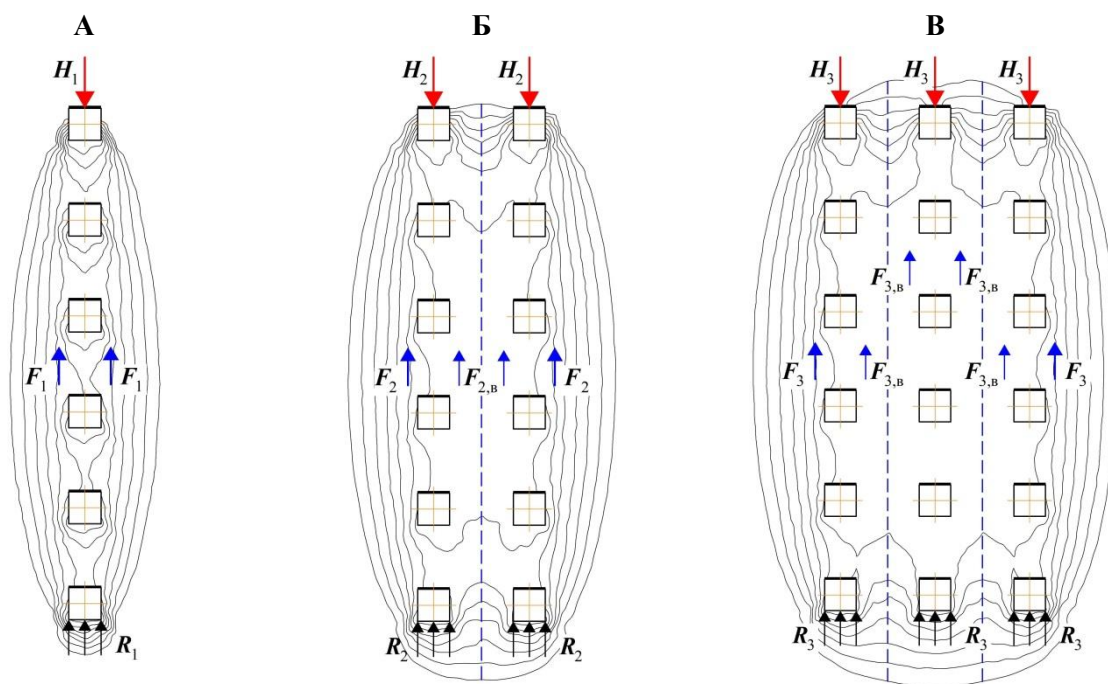 А Б В
H1 H2 H2 H3 H3 H3
F3,в F3,в
F1 F1 F2 F2,в F2 F3 F3,в F3,в F3
R1 R2 R2 R3 R3 R3